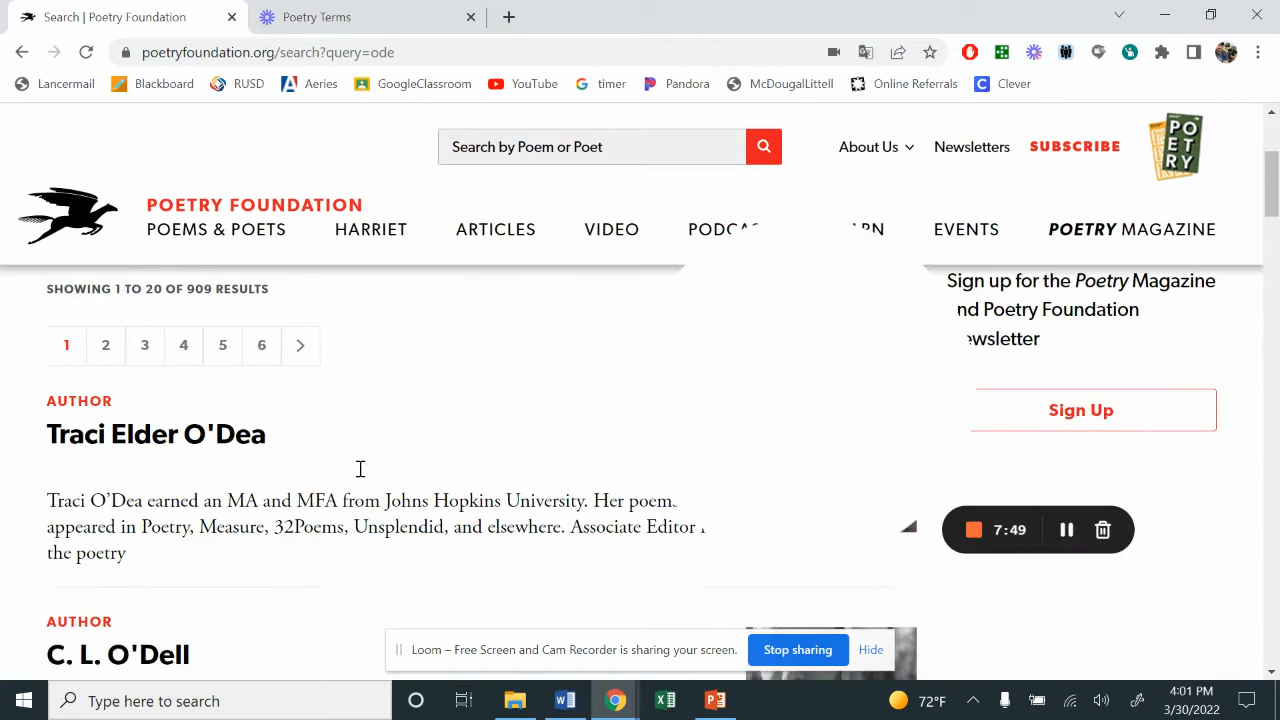 Search | Poetry Foundation
Poetry Terms
poetryfoundation.org/search?query=ode
Lancermail
Blackboard
RUSD
Aeries
GoogleClassroom
YouTube
timer
Pandora
McDougalLittell
Online Referrals
Clever
Search by Poem or Poet
About Us
Newsletters
SUBSCRIBE
POETRY
POETRY FOUNDATION
POEMS & POETS
HARRIET
ARTICLES
VIDEO
EVENTS
POETRY MAGAZINE
SHOWING 1 TO 20 OF 909 RESULTS
Sign up for the Poetry Magazine
and Poetry Foundation
Newsletter
1 2 3 4 5 6
AUTHOR
Traci Elder O'Dea
Sign Up
Traci O’Dea earned an MA and MFA from Johns Hopkins University. Her poems
appeared in Poetry, Measure, 32Poems, Unsplendid, and elsewhere. Associate Editor
the poetry
7:49
AUTHOR
C. L. O'Dell
Loom – Free Screen and Cam Recorder is sharing your screen.
Stop sharing
Hide
Type here to search
72°F
4:01 PM
3/30/2022